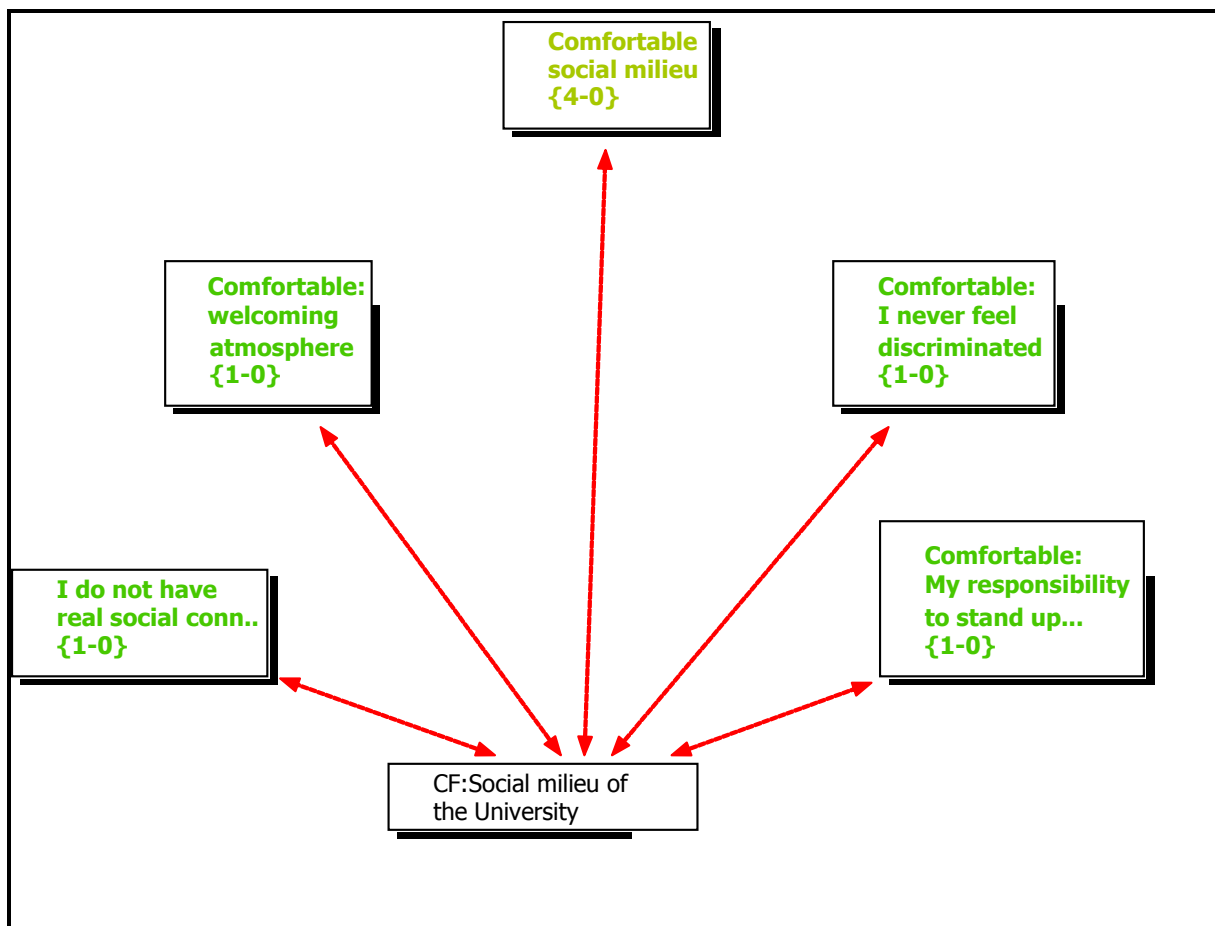 Comfortable
social milieu
{4-0}
Comfortable:
welcoming
atmosphere
{1-0}
Comfortable:
I never feel
discriminated
{1-0}
I do not have
real social conn..
{1-0}
Comfortable:
My responsibility
to stand up...
{1-0}
CF:Social milieu of
the University